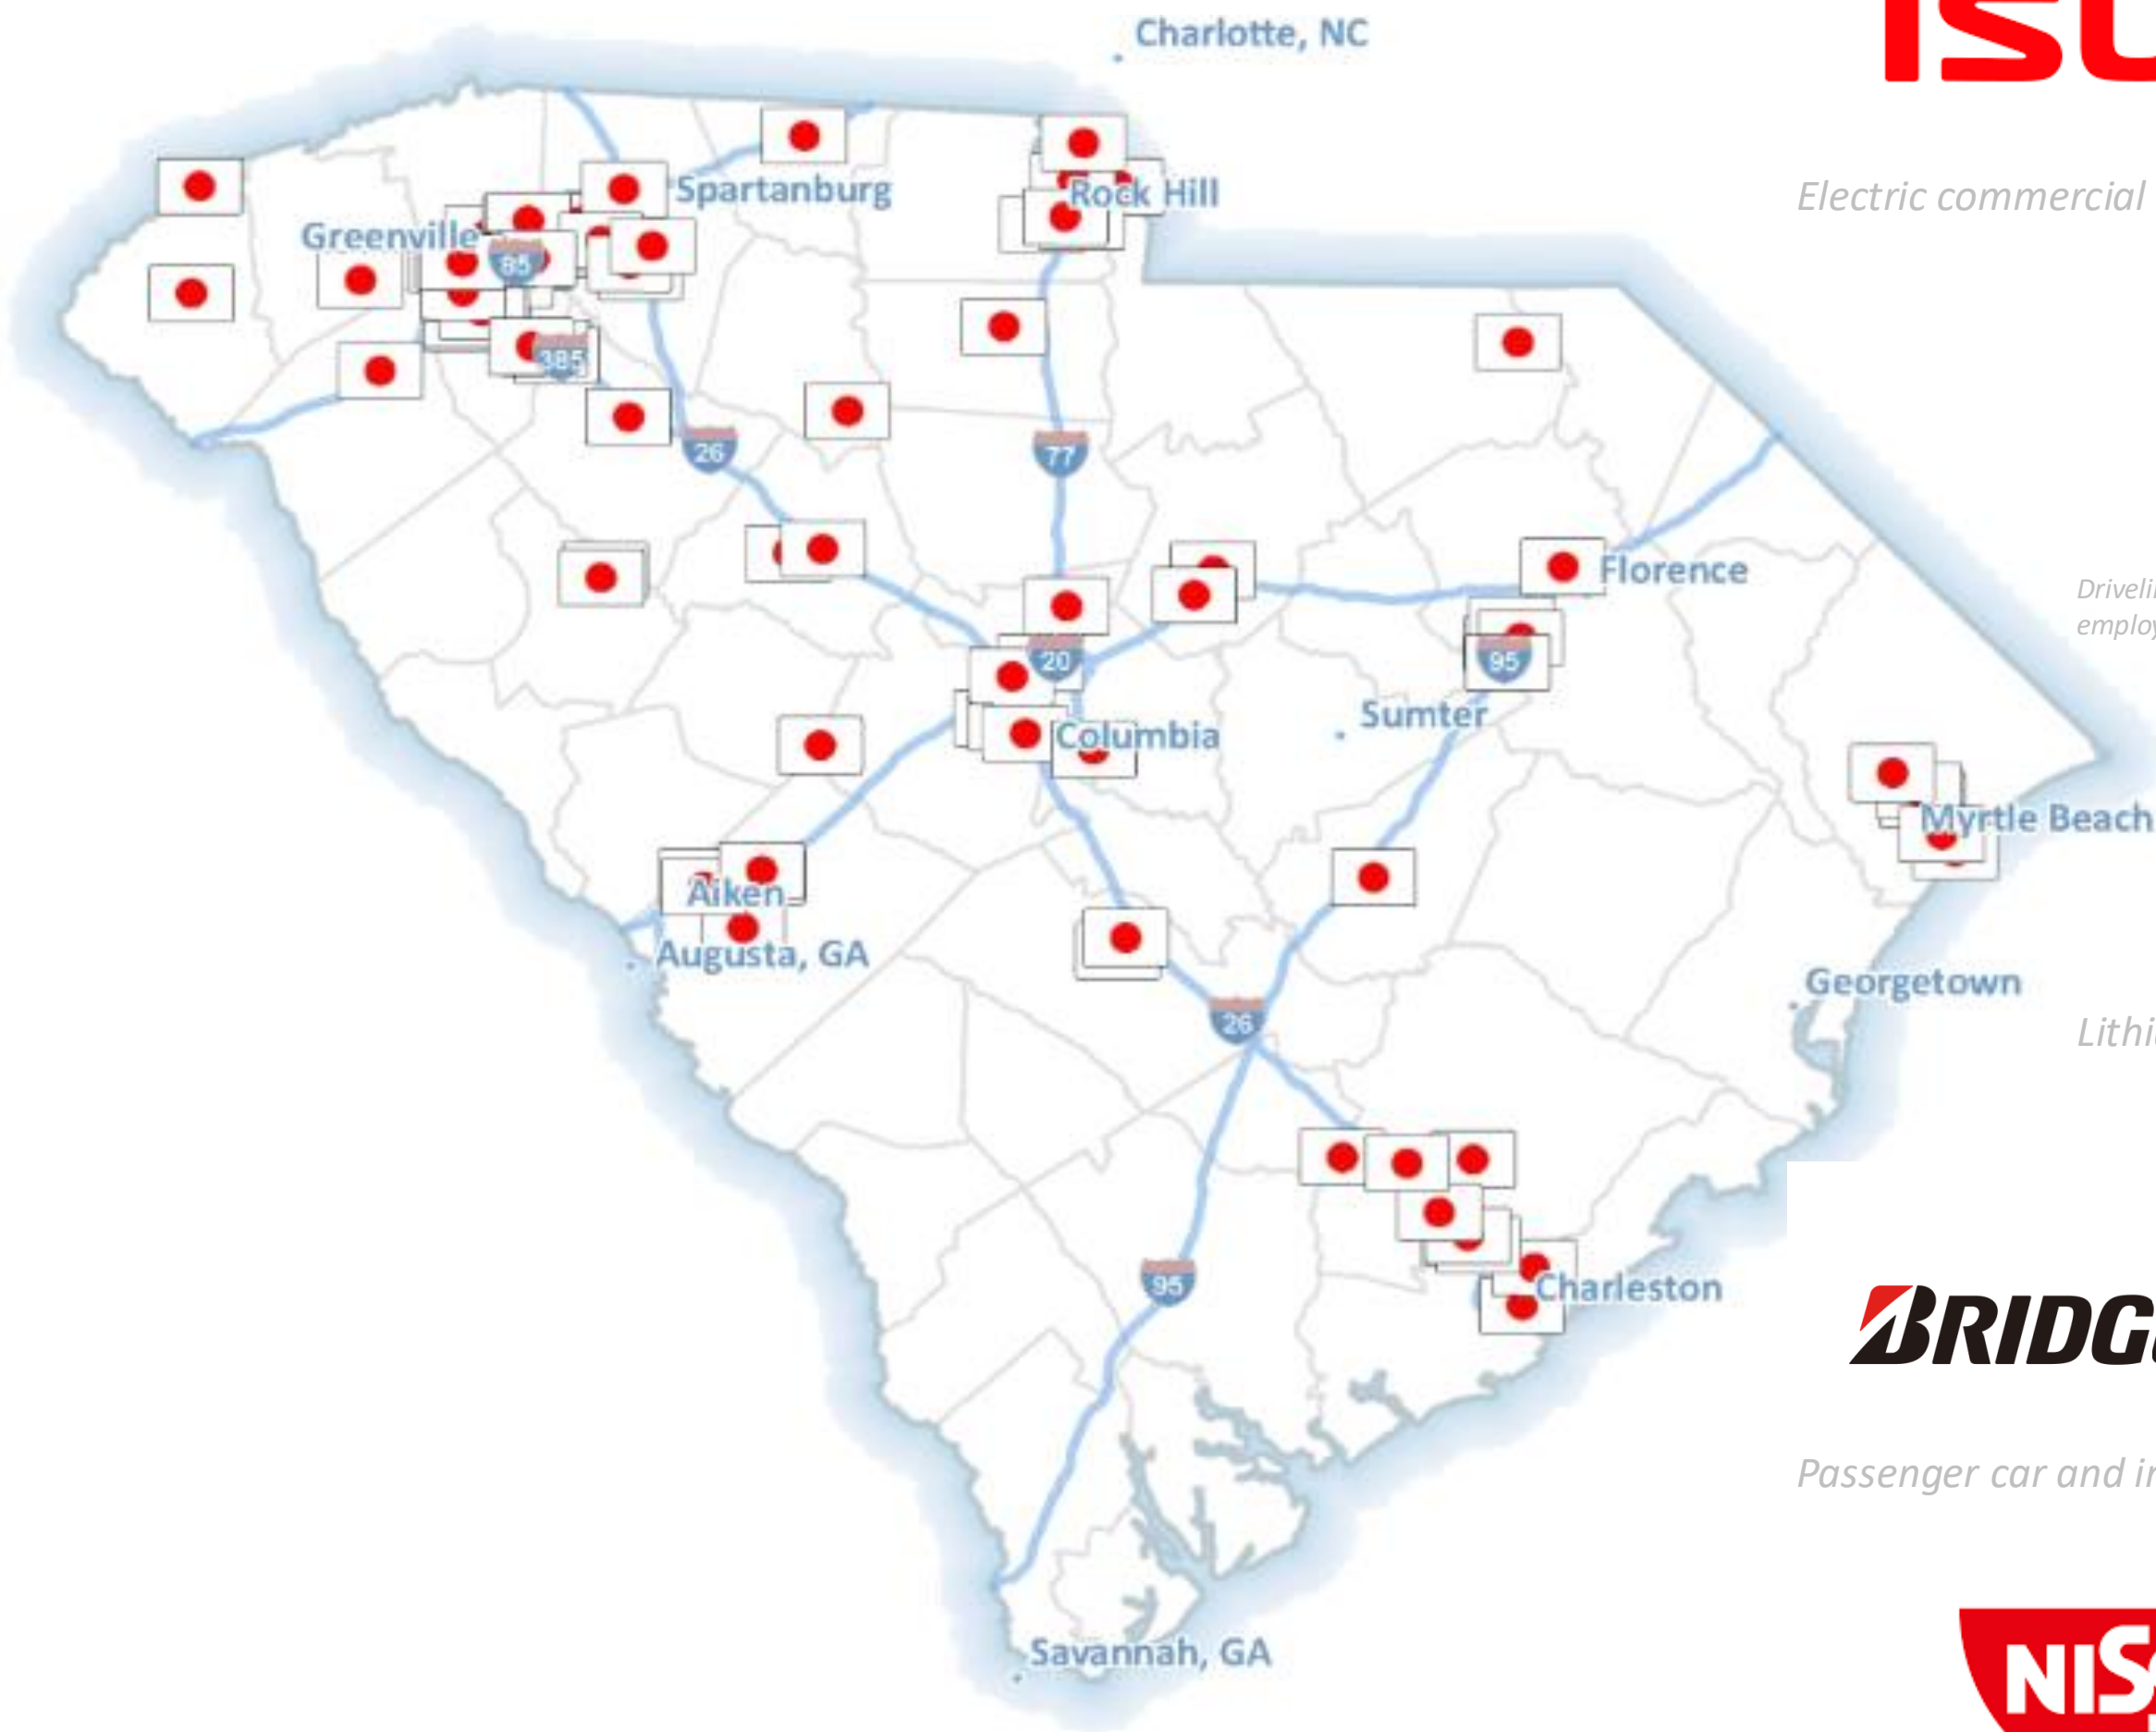 Charlotte, NC
Electric commercial
Spartanburg
Rock Hill
Greenville
85
385
26
77
Florence
20
95
Sumter
Columbia
Myrtle Beach
Aiken
Augusta, GA
Georgetown
26
95
Charleston
Passenger car and
Savannah, GA